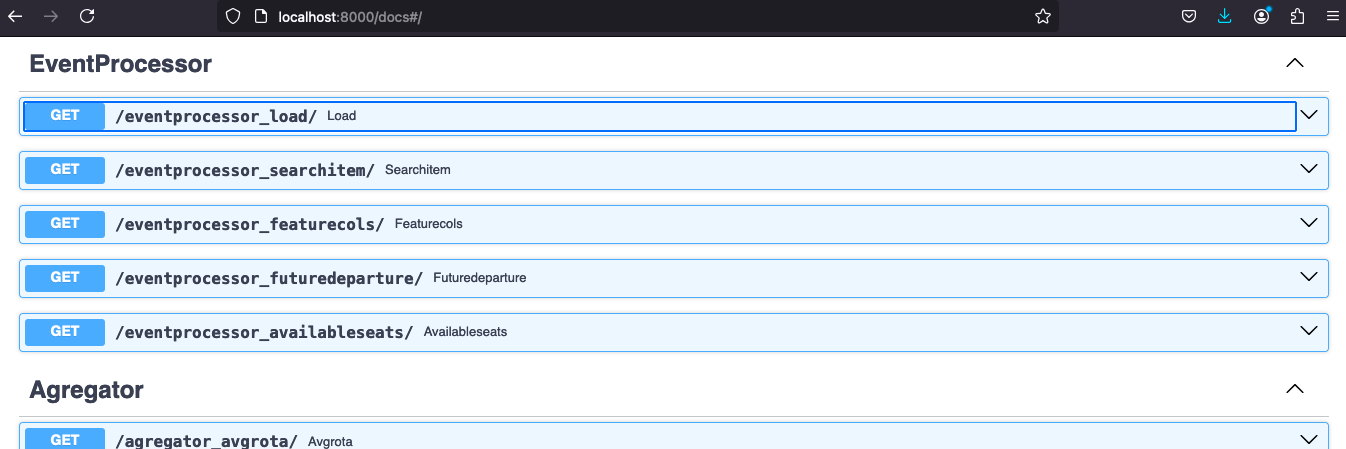 localhost:8000/docs#/
EventProcessor
GET /eventprocessor_load/ Load
GET /eventprocessor_searchitem/ Searchitem
GET /eventprocessor_featurecols/ Featurecols
GET /eventprocessor_futuredeparture/ Futuredeparture
GET /eventprocessor_availableseats/ Availableseats
Agregator
GET /agregator_avgrota/ Avgrota